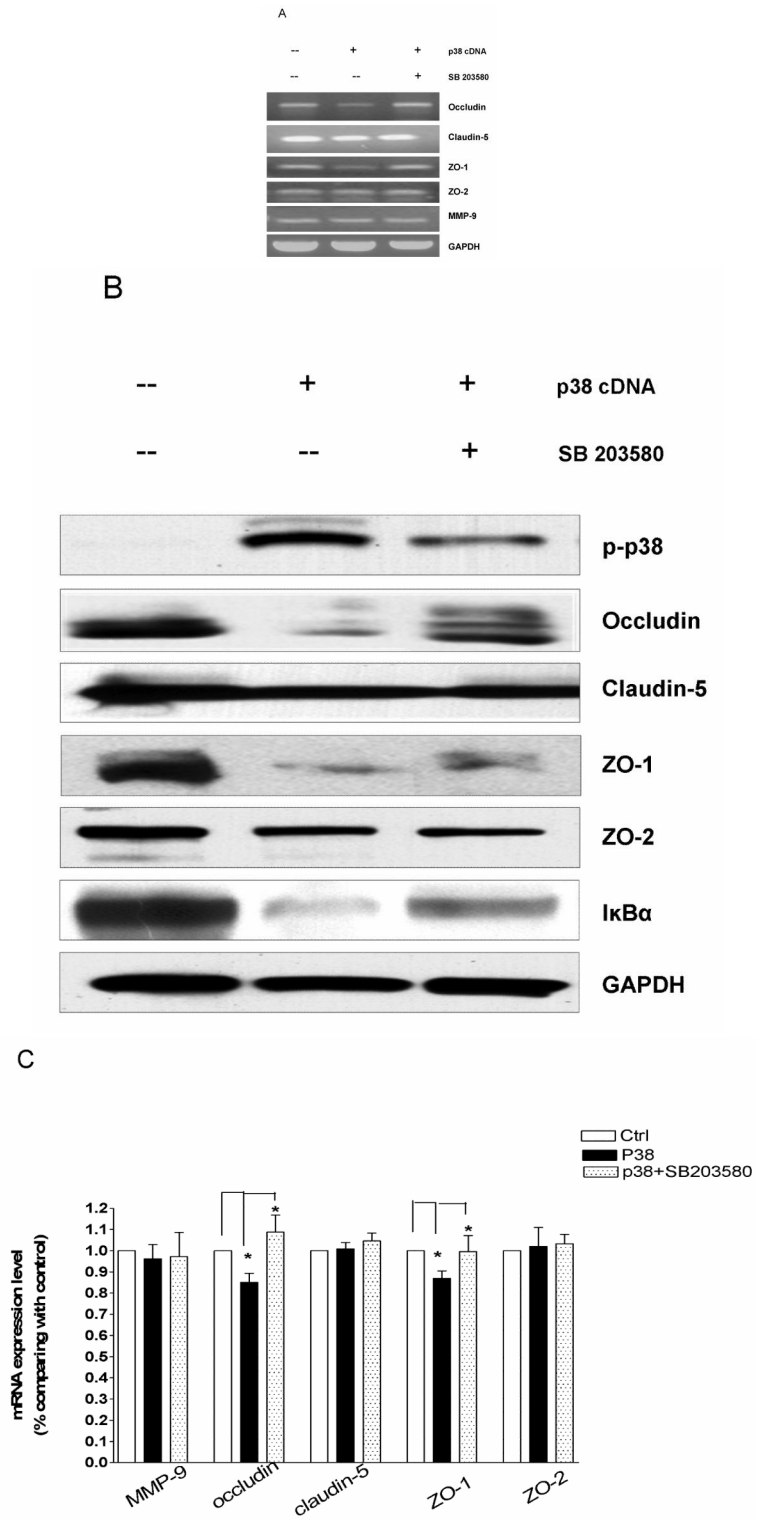 A
-- + + p38 cDNA
-- -- + SB 203580
Occludin
Claudin-5
ZO-1
ZO-2
MMP-9
GAPDH
B
-- + + p38 cDNA
-- -- + SB 203580
p-p38
Occludin
Claudin-5
ZO-1
ZO-2
IκBα
GAPDH
C
Ctrl
P38
p38+SB203580
mRNA expression level
(% comparing with control)
1.2
1.1
1.0
0.9
0.8
0.7
0.6
0.5
0.4
0.3
0.2
0.1
0.0
* * * *
MMP-9 occludin claudin-5 ZO-1 ZO-2